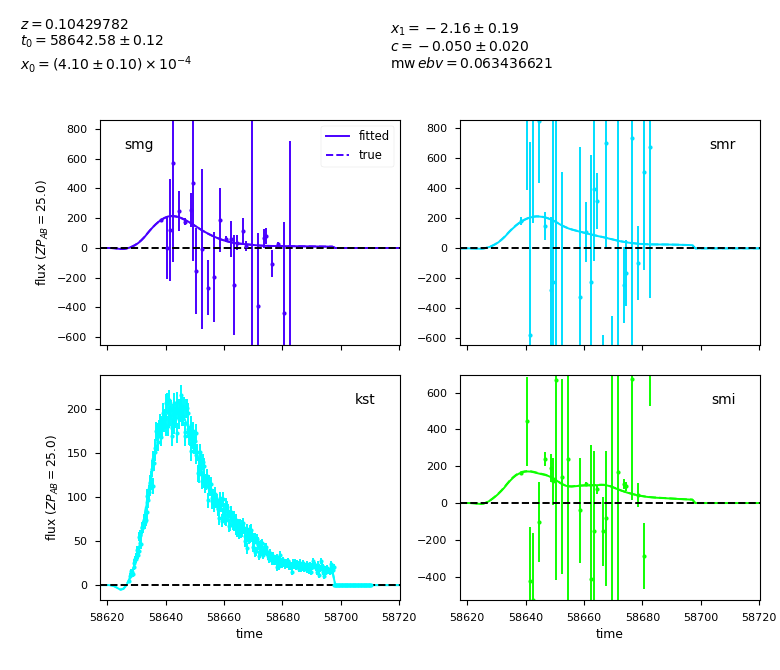 z = 0.10429782
t₀ = 58642.58 ± 0.12
x₀ = (4.10 ± 0.10) × 10⁻⁴
x₁ = −2.16 ± 0.19
c = −0.050 ± 0.020
mw ebv = 0.063436621
smg
fitted
true
800
600
400
200
0
−200
−400
−600
flux (ZP_AB = 25.0)
smr
800
600
400
200
0
−200
−400
−600
kst
200
150
100
50
0
flux (ZP_AB = 25.0)
58620 58640 58660 58680 58700 58720
time
smi
600
400
200
0
−200
−400
58620 58640 58660 58680 58700 58720
time